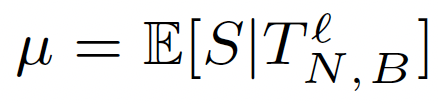 μ = 𝔼[S|T^ℓ_{N,B}]